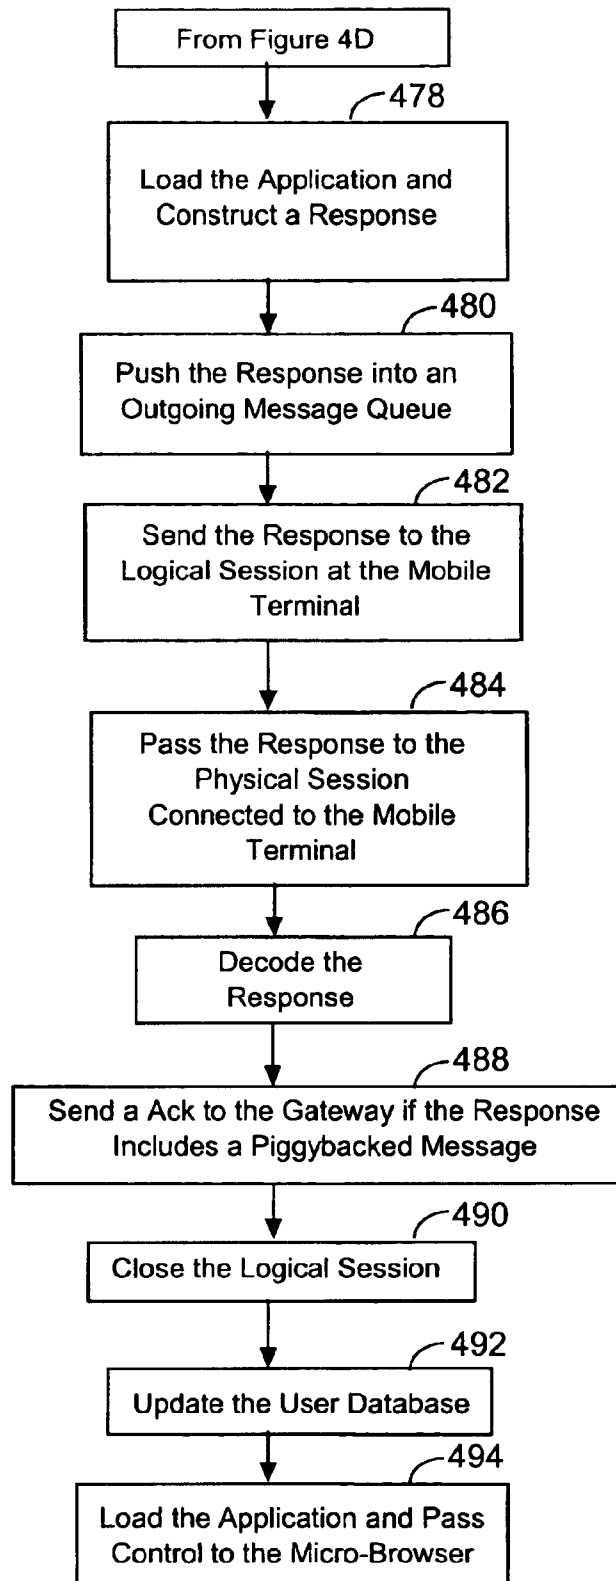 From Figure 4D
478
Load the Application and
Construct a Response
480
Push the Response into an
Outgoing Message Queue
482
Send the Response to the
Logical Session at the Mobile
Terminal
484
Pass the Response to the
Physical Session
Connected to the Mobile
Terminal
486
Decode the
Response
488
Send a Ack to the Gateway if the Response
Includes a Piggybacked Message
490
Close the Logical Session
492
Update the User Database
494
Load the Application and Pass
Control to the Micro-Browser